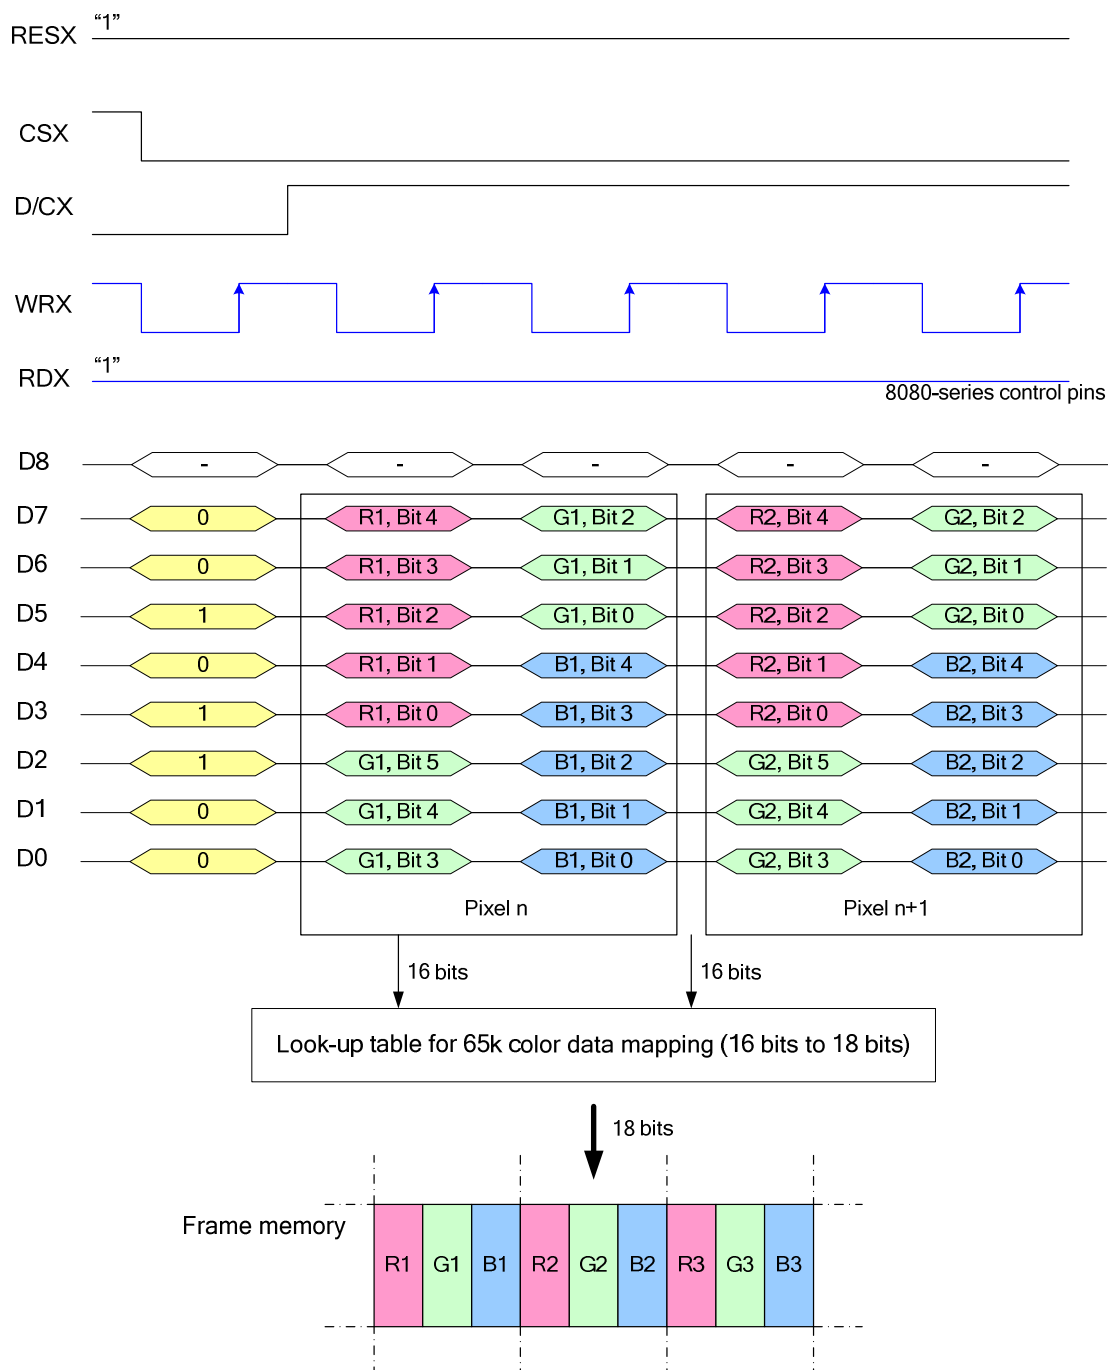 RESX “1”
CSX
D/CX
WRX
RDX “1”
8080-series control pins
D8 - - - - -
D7 0 R1, Bit 4 G1, Bit 2 R2, Bit 4 G2, Bit 2
D6 0 R1, Bit 3 G1, Bit 1 R2, Bit 3 G2, Bit 1
D5 1 R1, Bit 2 G1, Bit 0 R2, Bit 2 G2, Bit 0
D4 0 R1, Bit 1 B1, Bit 4 R2, Bit 1 B2, Bit 4
D3 1 R1, Bit 0 B1, Bit 3 R2, Bit 0 B2, Bit 3
D2 1 G1, Bit 5 B1, Bit 2 G2, Bit 5 B2, Bit 2
D1 0 G1, Bit 4 B1, Bit 1 G2, Bit 4 B2, Bit 1
D0 0 G1, Bit 3 B1, Bit 0 G2, Bit 3 B2, Bit 0
Pixel n Pixel n+1
16 bits 16 bits
Look-up table for 65k color data mapping (16 bits to 18 bits)
18 bits
Frame memory
R1 G1 B1 R2 G2 B2 R3 G3 B3